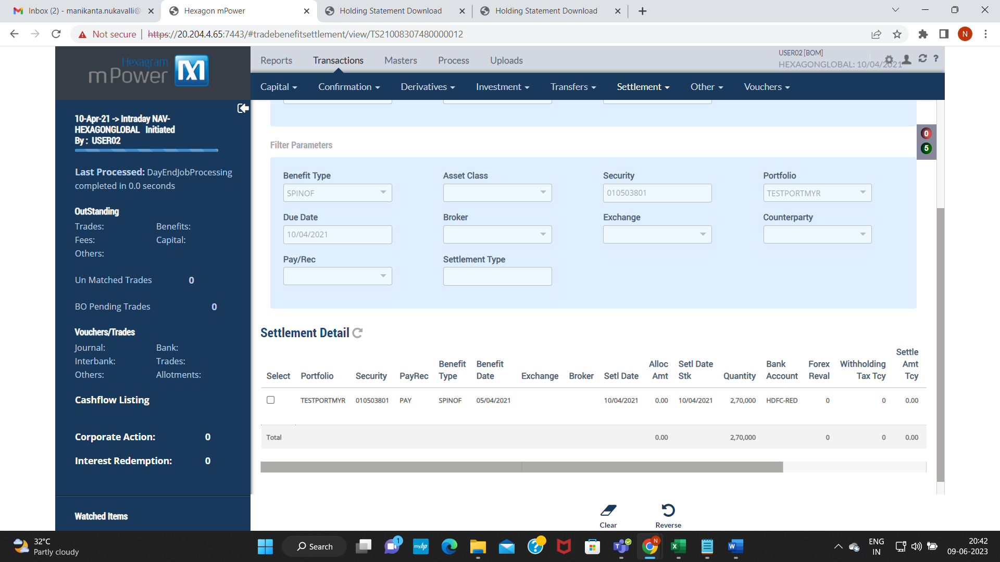 Inbox (2) - manikanta.nukavalli@
Hexagon mPower
Holding Statement Download
Holding Statement Download
Not secure
https://20.204.4.65:7443/#tradebenefitsettlement/view/TS21008307480000012
N
Hexagram
mPower
Reports
Transactions
Masters
Process
Uploads
USER02 [BOM]
HEXAGONGLOBAL: 10/04/2021
?
Capital
Confirmation
Derivatives
Investment
Transfers
Settlement
Other
Vouchers
10-Apr-21 -> Intraday NAV-
HEXAGONGLOBAL Initiated
By : USER02
Last Processed: DayEndJobProcessing
completed in 0.0 seconds
OutStanding
Trades: Benefits:
Fees: Capital:
Others:
Un Matched Trades 0
BO Pending Trades 0
Vouchers/Trades
Journal: Bank:
Interbank: Trades:
Others: Allotments:
Cashflow Listing
Corporate Action: 0
Interest Redemption: 0
Watched Items
0
5
Filter Parameters
Benefit Type Asset Class Security Portfolio
SPINOF 010503801 TESTPORTMYR
Due Date Broker Exchange Counterparty
10/04/2021
Pay/Rec Settlement Type
Settlement Detail
Select Portfolio Security PayRec Benefit Type Benefit Date Exchange Broker Setl Date Alloc Amt Setl Date Stk Quantity Bank Account Forex Reval Withholding Tax Tcy Settle Amt Tcy
TESTPORTMYR 010503801 PAY SPINOF 05/04/2021 10/04/2021 0.00 10/04/2021 2,70,000 HDFC-RED 0 0 0.00
Total 0.00 2,70,000 0 0 0.00
Clear
Reverse
32°C
Partly cloudy
Search
1
myhp
N
ENG
IN
20:42
09-06-2023